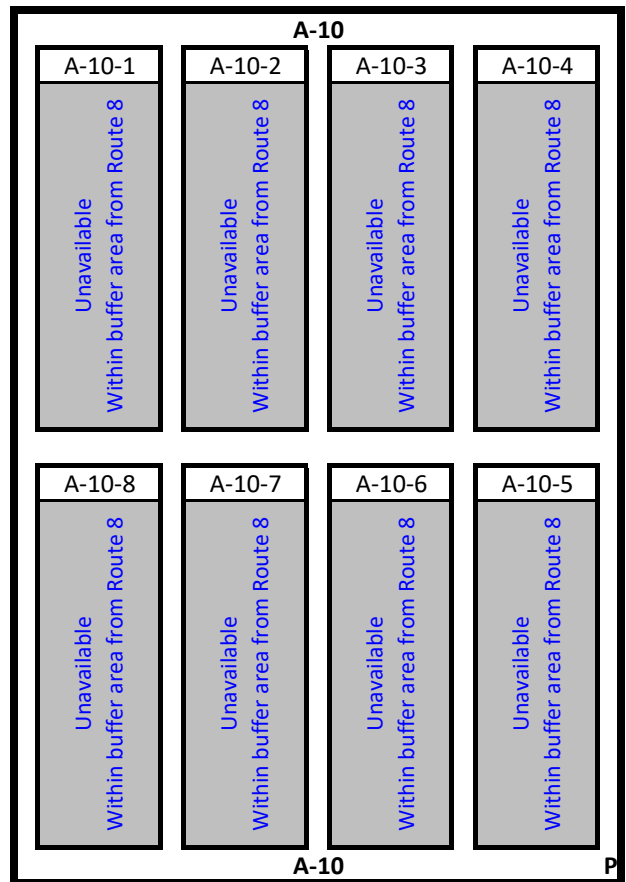 A-10
A-10-1
Unavailable
Within buffer area from Route 8
A-10-2
Unavailable
Within buffer area from Route 8
A-10-3
Unavailable
Within buffer area from Route 8
A-10-4
Unavailable
Within buffer area from Route 8
A-10-8
Unavailable
Within buffer area from Route 8
A-10-7
Unavailable
Within buffer area from Route 8
A-10-6
Unavailable
Within buffer area from Route 8
A-10-5
Unavailable
Within buffer area from Route 8
A-10
P